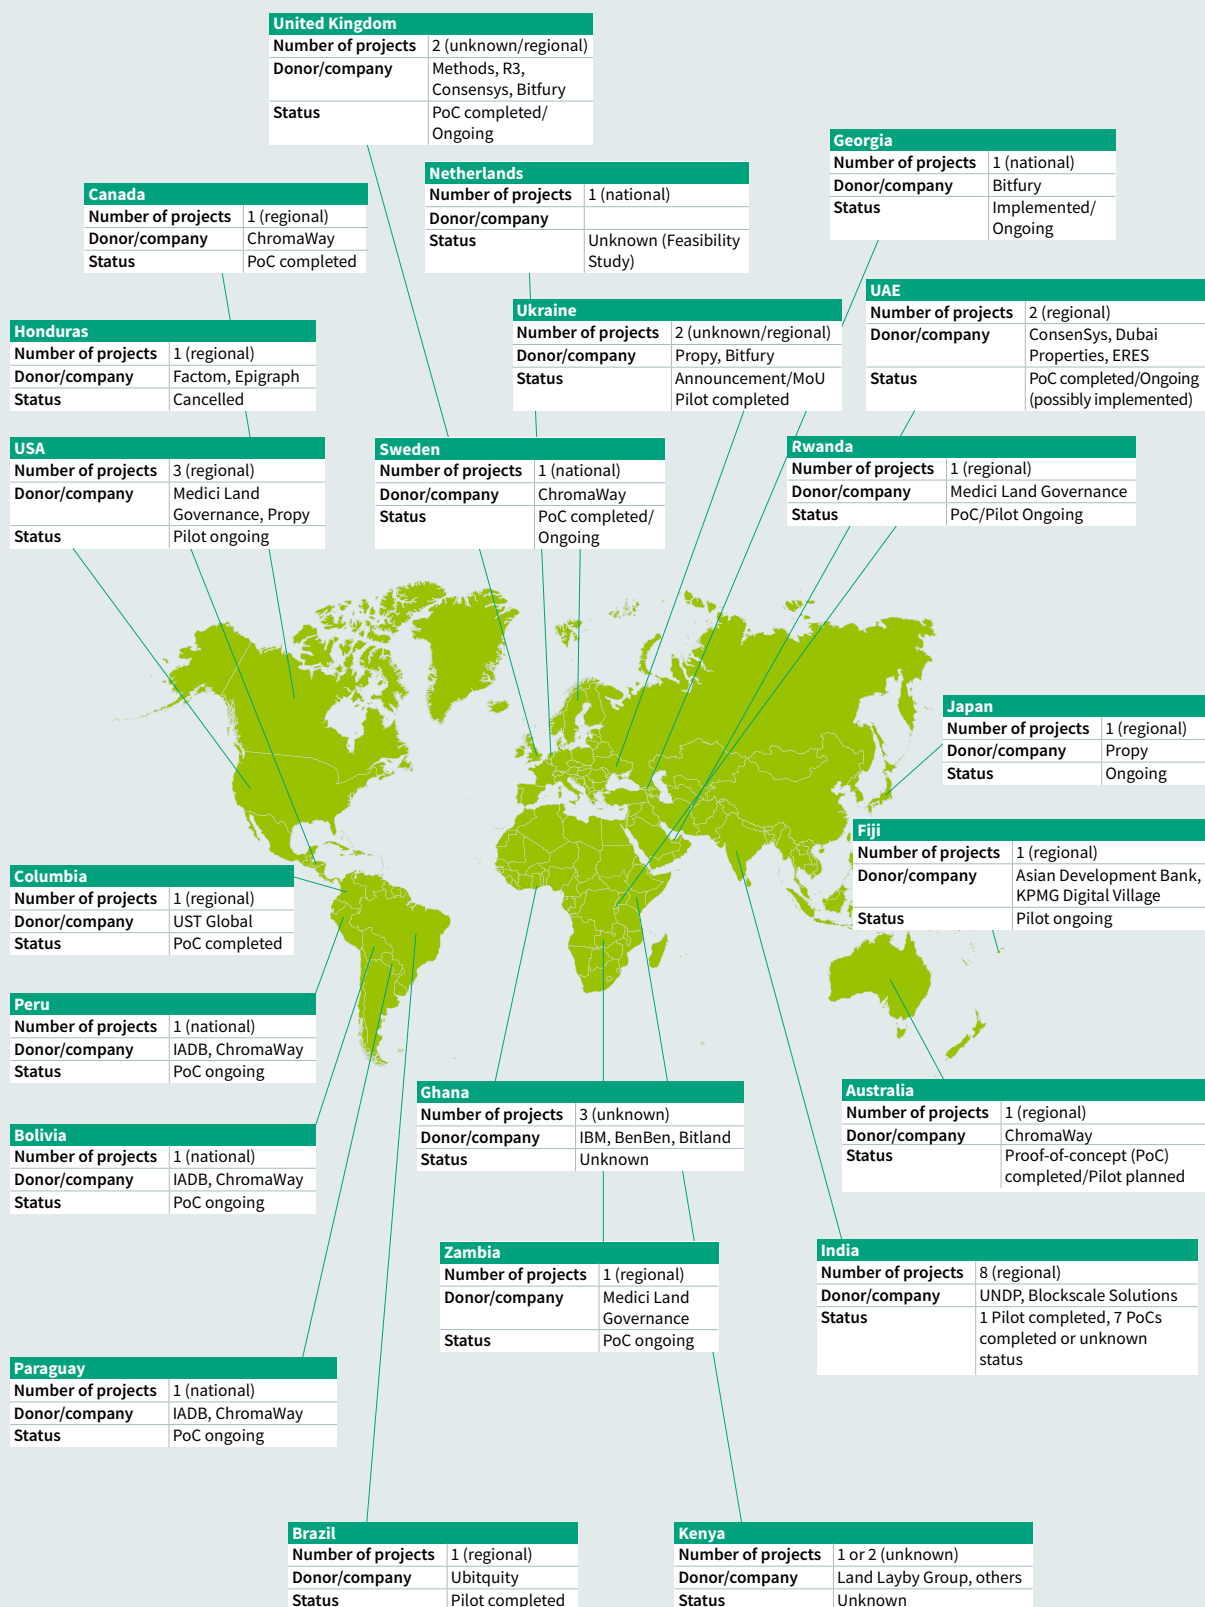 United Kingdom
Number of projects 2 (unknown/regional)
Donor/company Methods, R3,
Consensys, Bitfury
Status PoC completed/
Ongoing
Georgia
Number of projects 1 (national)
Donor/company Bitfury
Status Implemented/
Ongoing
Netherlands
Number of projects 1 (national)
Donor/company
Status Unknown (Feasibility
Study)
Canada
Number of projects 1 (regional)
Donor/company ChromaWay
Status PoC completed
UAE
Number of projects 2 (regional)
Donor/company ConsenSys, Dubai
Properties, ERES
Status PoC completed/Ongoing
(possibly implemented)
Ukraine
Number of projects 2 (unknown/regional)
Donor/company Propy, Bitfury
Status Announcement/MoU
Pilot completed
Honduras
Number of projects 1 (regional)
Donor/company Factom, Epigraph
Status Cancelled
USA
Number of projects 3 (regional)
Donor/company Medici Land
Governance, Propy
Status Pilot ongoing
Sweden
Number of projects 1 (national)
Donor/company ChromaWay
Status PoC completed/
Ongoing
Rwanda
Number of projects 1 (regional)
Donor/company Medici Land Governance
Status PoC/Pilot Ongoing
Japan
Number of projects 1 (regional)
Donor/company Propy
Status Ongoing
Fiji
Number of projects 1 (regional)
Donor/company Asian Development Bank,
KPMG Digital Village
Status Pilot ongoing
Columbia
Number of projects 1 (regional)
Donor/company UST Global
Status PoC completed
Peru
Number of projects 1 (national)
Donor/company IADB, ChromaWay
Status PoC ongoing
Ghana
Number of projects 3 (unknown)
Donor/company IBM, BenBen, Bitland
Status Unknown
Australia
Number of projects 1 (regional)
Donor/company ChromaWay
Status Proof-of-concept (PoC)
completed/Pilot planned
Bolivia
Number of projects 1 (national)
Donor/company IADB, ChromaWay
Status PoC ongoing
Zambia
Number of projects 1 (regional)
Donor/company Medici Land
Governance
Status PoC ongoing
India
Number of projects 8 (regional)
Donor/company UNDP, Blockscale Solutions
Status 1 Pilot completed, 7 PoCs
completed or unknown
status
Paraguay
Number of projects 1 (national)
Donor/company IADB, ChromaWay
Status PoC ongoing
Brazil
Number of projects 1 (regional)
Donor/company Ubitquity
Status Pilot completed
Kenya
Number of projects 1 or 2 (unknown)
Donor/company Land Layby Group, others
Status Unknown